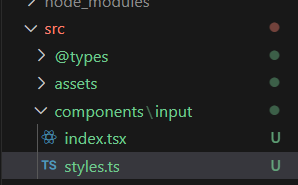 node_modules
src
@types
assets
components\input
index.tsx U
TS styles.ts U